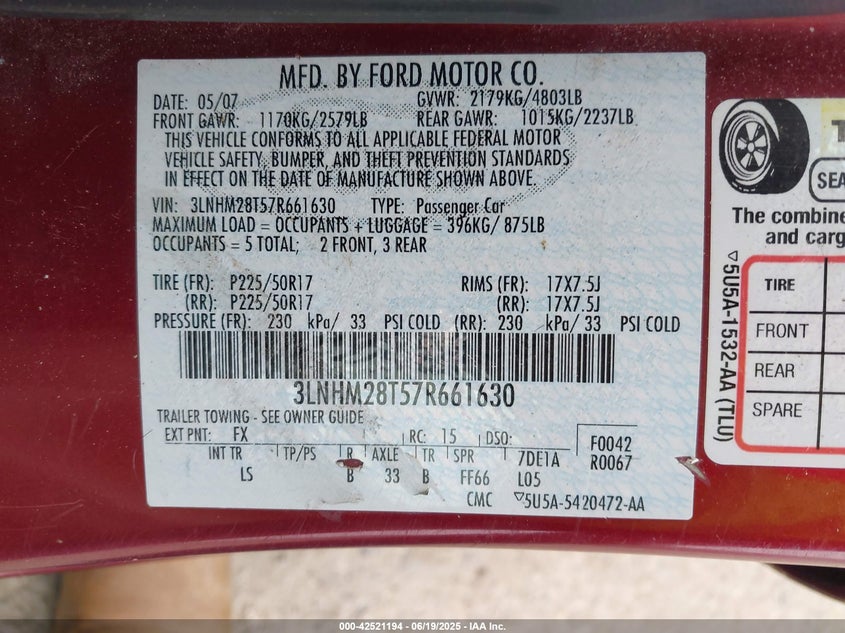 MFD. BY FORD MOTOR CO.
DATE: 05/07 GVWR: 2179KG/4803LB
FRONT GAWR: 1170KG/2579LB REAR GAWR: 1015KG/2237LB
THIS VEHICLE CONFORMS TO ALL APPLICABLE FEDERAL MOTOR
VEHICLE SAFETY, BUMPER, AND THEFT PREVENTION STANDARDS
IN EFFECT ON THE DATE OF MANUFACTURE SHOWN ABOVE.
VIN: 3LNHM28T57R661630 TYPE: Passenger Car
MAXIMUM LOAD = OCCUPANTS + LUGGAGE = 396KG/ 875LB
OCCUPANTS = 5 TOTAL; 2 FRONT, 3 REAR
TIRE (FR): P225/50R17 RIMS (FR): 17X7.5J
(RR): P225/50R17 (RR): 17X7.5J
PRESSURE (FR): 230 kPa/ 33 PSI COLD (RR): 230 kPa/ 33 PSI COLD
3LNHM28T57R661630
TRAILER TOWING - SEE OWNER GUIDE
EXT PNT: FX RC: 15 DSO: F0042
INT TR TP/PS R AXLE TR SPR 7DE1A R0067
LS B 33 B FF66 L05
CMC ▽5U5A-5420472-AA
▽5U5A-1532-AA (TLU)
SEA
The combine
and carg
TIRE
FRONT
REAR
SPARE
000-42521194 - 06/19/2025 - IAA Inc.